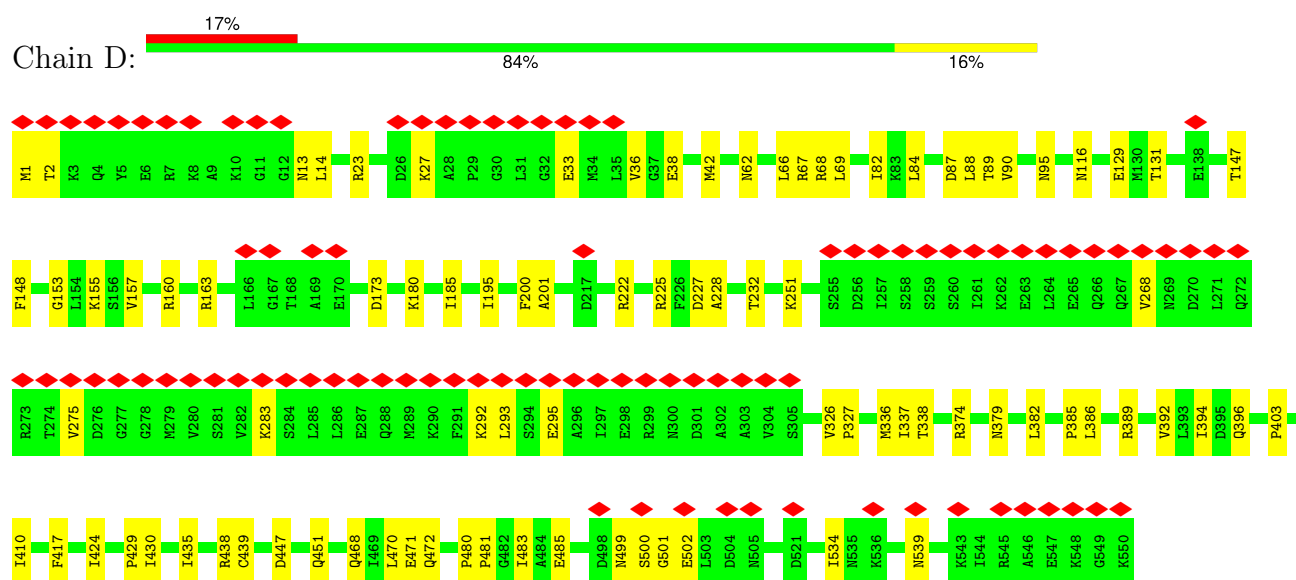 17%
Chain D:
84% 16%
M1 T2 K3 Q4 Y5 E6 R7 K8 A9 K10 G11 G12 N13 L14 R23 D26 K27 A28 P29 G30 L31 G32 E33 M34 L35 V36 G37 E38 M42 N62 L66 R67 R68 L69 I82 K83 L84 D87 L88 T89 V90 N95 N116 E129 M130 T131 E138 T147
F148 G153 L154 K155 S156 V157 R160 R163 L166 G167 T168 A169 E170 D173 K180 I185 I195 F200 A201 D217 R222 R225 F226 D227 A228 T232 K251 S255 D256 I257 S258 S259 S260 I261 K262 E263 L264 E265 Q266 Q267 V268 N269 D270 L271 Q272
R273 T274 V275 D276 G277 G278 M279 V280 S281 V282 K283 S284 L285 L286 E287 Q288 M289 K290 F291 K292 L293 S294 E295 A296 I297 E298 R299 N300 D301 A302 A303 V304 S305 V326 P327 M336 I337 T338 R374 N379 L382 P385 L386 R389 V392 L393 I394 D395 Q396 P403
I410 F417 I424 P429 I430 I435 R438 C439 D447 Q451 Q468 I469 L470 E471 Q472 P480 P481 G482 I483 A484 E485 D498 N499 S500 G501 E502 L503 D504 N505 D521 I534 N535 K536 N539 K543 I544 R545 A546 E547 K548 G549 K550